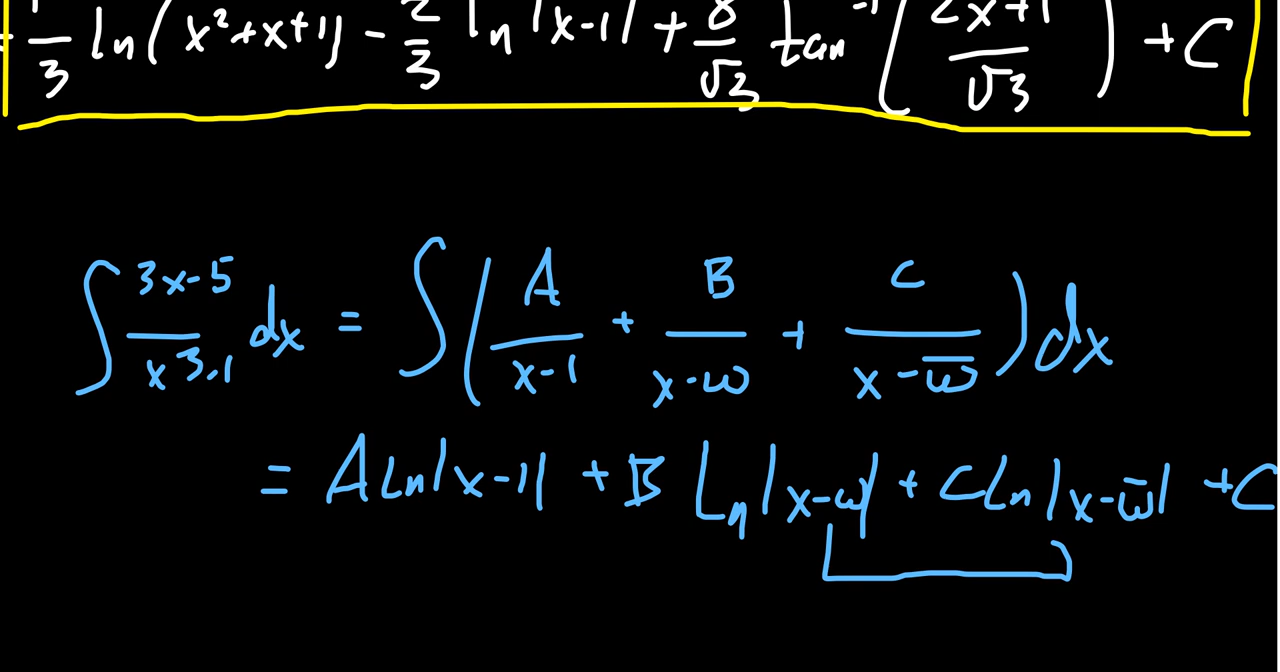 1/3 ln(x²+x+1) - 2/3 ln|x-1| + 8/√3 tan⁻¹((2x+1)/√3) + C
∫ (3x-5)/(x³-1) dx = ∫( A/(x-1) + B/(x-ω) + C/(x-ω̅) )dx
= A Ln|x-1| + B Ln|x-ω| + C Ln|x-ω̅| + C